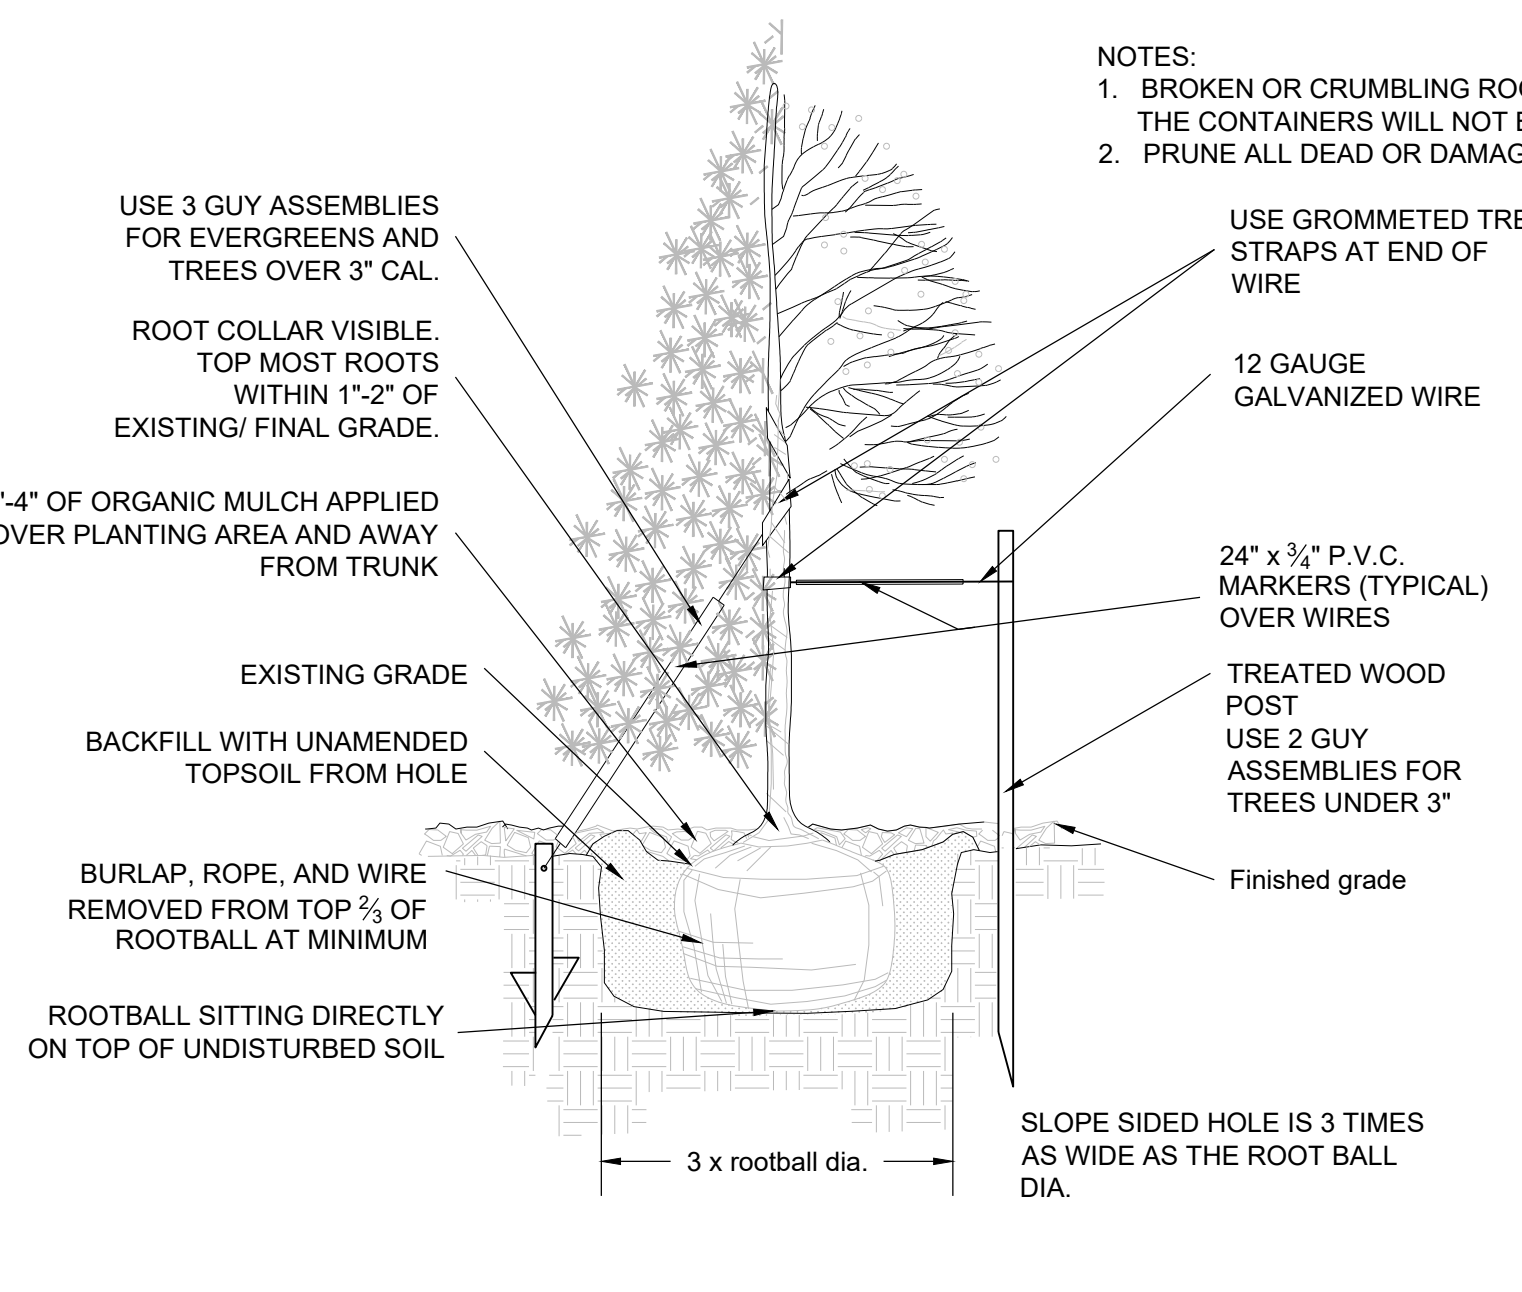 NOTES:
1. BROKEN OR CRUMBLING
THE CONTAINERS WILL NOT
2. PRUNE ALL DEAD OR
USE 3 GUY ASSEMBLIES
FOR EVERGREENS AND
TREES OVER 3" CAL.
ROOT COLLAR VISIBLE.
TOP MOST ROOTS
WITHIN 1"-2" OF
EXISTING/ FINAL GRADE.
"-4" OF ORGANIC MULCH APPLIED
OVER PLANTING AREA AND AWAY
FROM TRUNK
EXISTING GRADE
BACKFILL WITH UNAMENDED
TOPSOIL FROM HOLE
BURLAP, ROPE, AND WIRE
REMOVED FROM TOP 2/3 OF
ROOTBALL AT MINIMUM
ROOTBALL SITTING DIRECTLY
ON TOP OF UNDISTURBED SOIL
USE GROMMETED
STRAPS AT END OF
WIRE
12 GAUGE
GALVANIZED WIRE
24" x 3/4" P.V.C.
MARKERS (TYPICAL)
OVER WIRES
TREATED WOOD
POST
USE 2 GUY
ASSEMBLIES FOR
TREES UNDER 3"
Finished grade
SLOPE SIDED HOLE IS 3 TIMES
AS WIDE AS THE ROOT BALL
DIA.
3 x rootball dia.